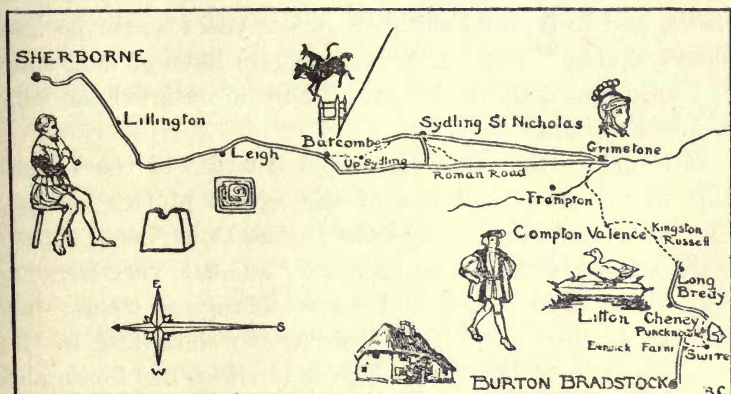 SHERBORNE
Lillington
Leigh
Batcombe
Up Sydling
Sydling St Nicholas
Grimstone
Roman Road
Frampton
Compton Valence
Kingston
Russell
Long
Bredy
Litton Cheney
Puncknowle
Berwick Farm
Swire
BURTON BRADSTOCK
E
S
W